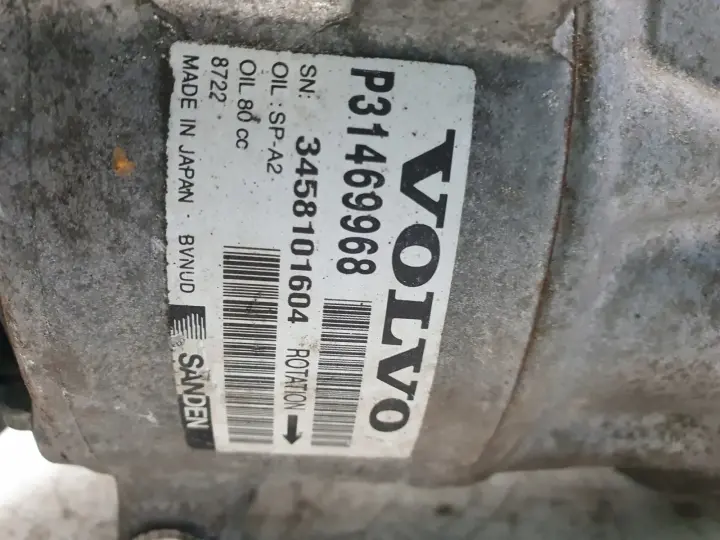 VOLVO
P31469968
SN: 3458101604 ROTATION →
OIL : SP-A2
OIL 80 cc
8722
MADE IN JAPAN - BVNUD
SANDEN